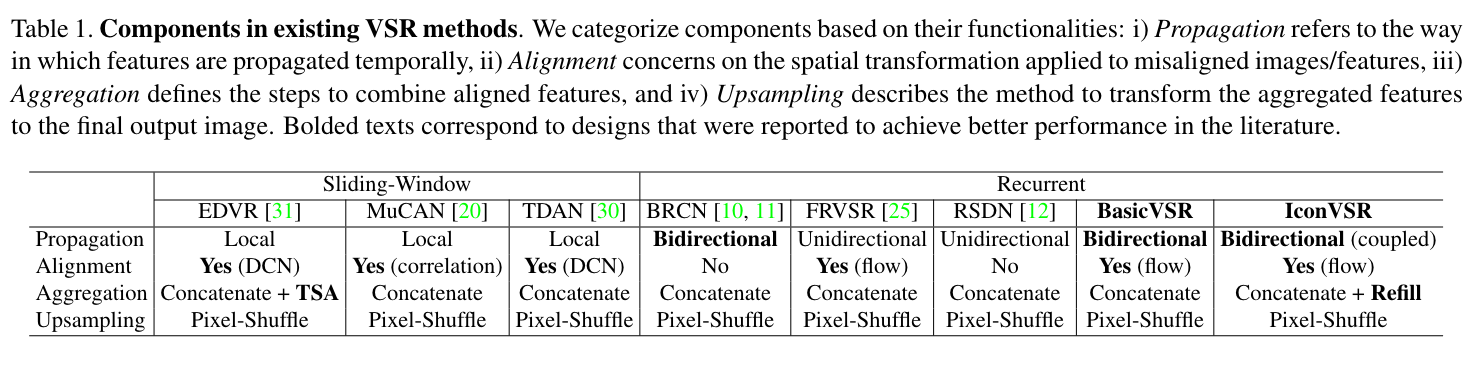 Table 1. Components in existing VSR methods. We categorize components based on their functionalities: i) Propagation refers to the way
in which features are propagated temporally, ii) Alignment concerns on the spatial transformation applied to misaligned images/features, iii)
Aggregation defines the steps to combine aligned features, and iv) Upsampling describes the method to transform the aggregated features
to the final output image. Bolded texts correspond to designs that were reported to achieve better performance in the literature.
Sliding-Window Recurrent
EDVR [31] MuCAN [20] TDAN [30] BRCN [10, 11] FRVSR [25] RSDN [12] BasicVSR IconVSR
Propagation Local Local Local Bidirectional Unidirectional Unidirectional Bidirectional Bidirectional (coupled)
Alignment Yes (DCN) Yes (correlation) Yes (DCN) No Yes (flow) No Yes (flow) Yes (flow)
Aggregation Concatenate + TSA Concatenate Concatenate Concatenate Concatenate Concatenate Concatenate Concatenate + Refill
Upsampling Pixel-Shuffle Pixel-Shuffle Pixel-Shuffle Pixel-Shuffle Pixel-Shuffle Pixel-Shuffle Pixel-Shuffle Pixel-Shuffle